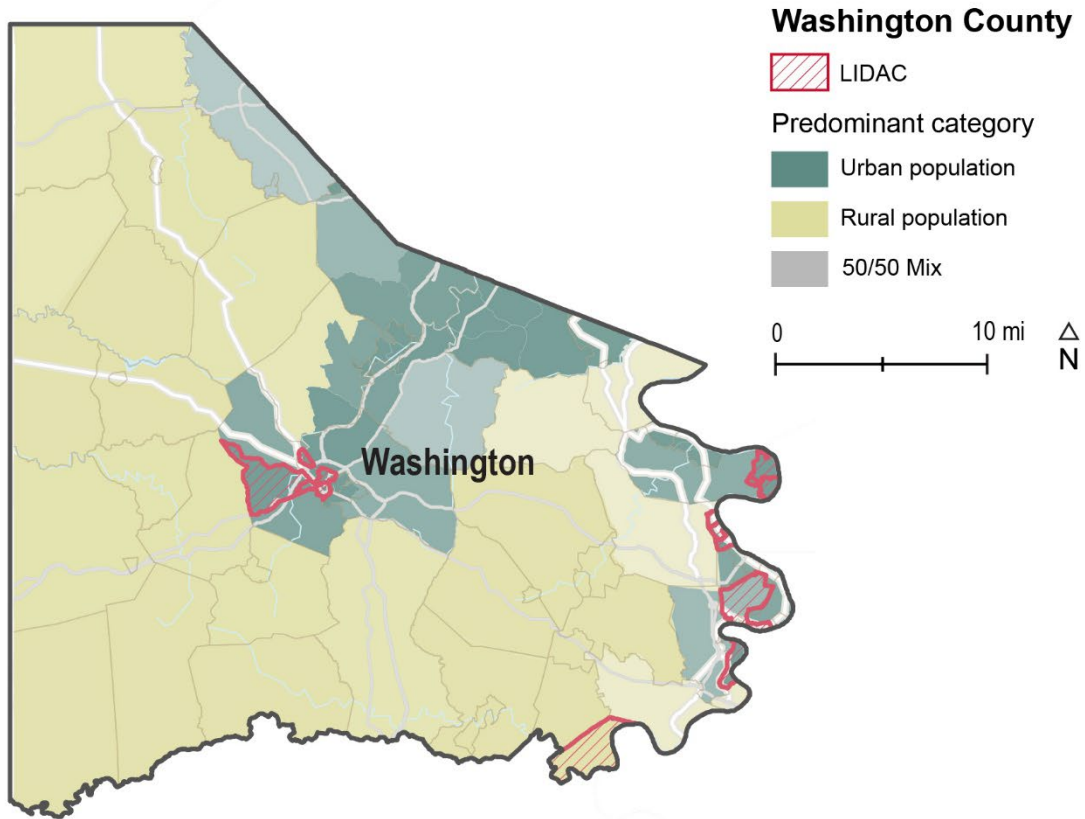 Washington County
LIDAC
Predominant category
Urban population
Rural population
50/50 Mix
0 10 mi
N
Washington